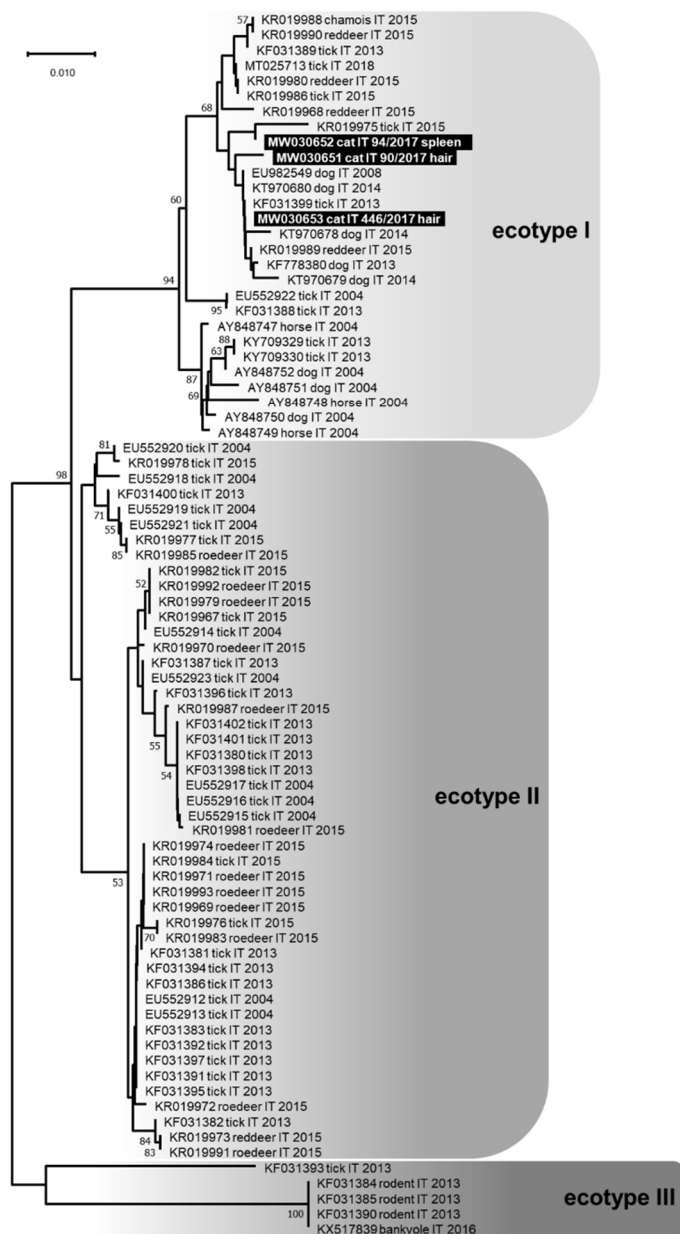 57 KR019988 chamois IT 2015
KR019990 reddeer IT 2015
KF031389 tick IT 2013
0.010
MT025713 tick IT 2018
KR019980 reddeer IT 2015
KR019986 tick IT 2015
68
KR019968 reddeer IT 2015
KR019975 tick IT 2015
MW030652 cat IT 94/2017 spleen
MW030651 cat IT 90/2017 hair
EU982549 dog IT 2008
KT970680 dog IT 2014
60
KF031399 tick IT 2013
MW030653 cat IT 446/2017 hair
KT970678 dog IT 2014
ecotype I
KR019989 reddeer IT 2015
KF778380 dog IT 2013
94
KT970679 dog IT 2014
EU552922 tick IT 2004
95 KF031388 tick IT 2013
AY848747 horse IT 2004
88 KY709329 tick IT 2013
63 KY709330 tick IT 2013
AY848752 dog IT 2004
87
AY848751 dog IT 2004
69
AY848748 horse IT 2004
AY848750 dog IT 2004
AY848749 horse IT 2004
81 EU552920 tick IT 2004
KR019978 tick IT 2015
98
EU552918 tick IT 2004
KF031400 tick IT 2013
71 EU552919 tick IT 2004
55 EU552921 tick IT 2004
KR019977 tick IT 2015
85 KR019985 roedeer IT 2015
KR019982 tick IT 2015
52 KR019992 roedeer IT 2015
KR019979 roedeer IT 2015
KR019967 tick IT 2015
EU552914 tick IT 2004
KR019970 roedeer IT 2015
KF031387 tick IT 2013
EU552923 tick IT 2004
KF031396 tick IT 2013
KR019987 roedeer IT 2015
KF031402 tick IT 2013
55 KF031401 tick IT 2013
KF031380 tick IT 2013
54 KF031398 tick IT 2013
EU552917 tick IT 2004
EU552916 tick IT 2004
ecotype II
EU552915 tick IT 2004
KR019981 roedeer IT 2015
KR019974 roedeer IT 2015
KR019984 tick IT 2015
53
KR019971 roedeer IT 2015
KR019993 roedeer IT 2015
KR019969 roedeer IT 2015
KR019976 tick IT 2015
70 KR019983 roedeer IT 2015
KF031381 tick IT 2013
KF031394 tick IT 2013
KF031386 tick IT 2013
EU552912 tick IT 2004
EU552913 tick IT 2004
KF031383 tick IT 2013
KF031392 tick IT 2013
KF031397 tick IT 2013
KF031391 tick IT 2013
KF031395 tick IT 2013
KR019972 roedeer IT 2015
KF031382 tick IT 2013
84 KR019973 reddeer IT 2015
83 KR019991 roedeer IT 2015
KF031393 tick IT 2013
KF031384 rodent IT 2013
KF031385 rodent IT 2013
ecotype III
100 KF031390 rodent IT 2013
KX517839 bankvole IT 2016